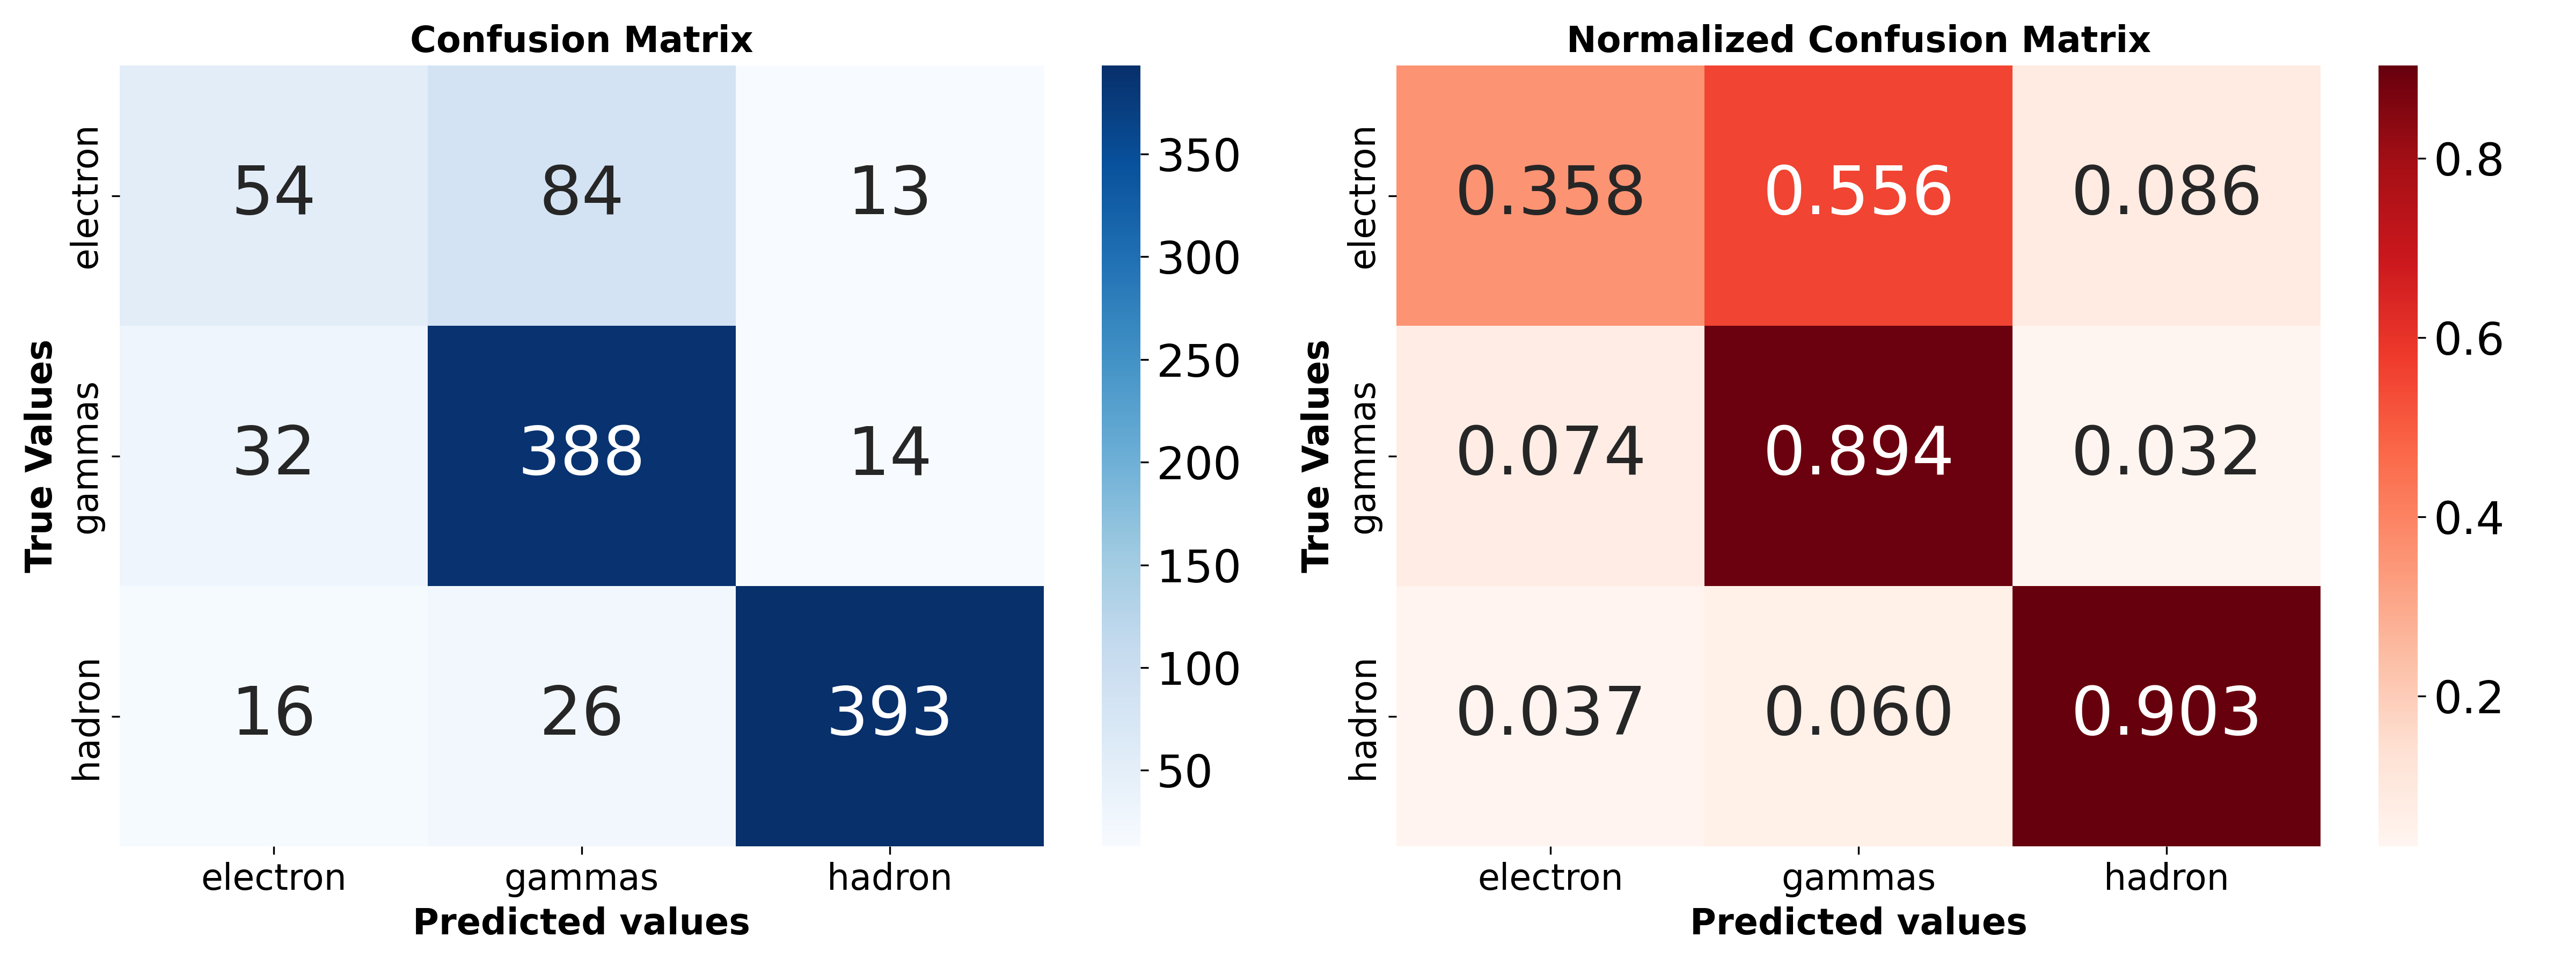 Confusion Matrix
True Values
electron
gammas
hadron
54 84 13
32 388 14
16 26 393
electron gammas hadron
Predicted values
350
300
250
200
150
100
50
Normalized Confusion Matrix
True Values
electron
gammas
hadron
0.358 0.556 0.086
0.074 0.894 0.032
0.037 0.060 0.903
electron gammas hadron
Predicted values
0.8
0.6
0.4
0.2